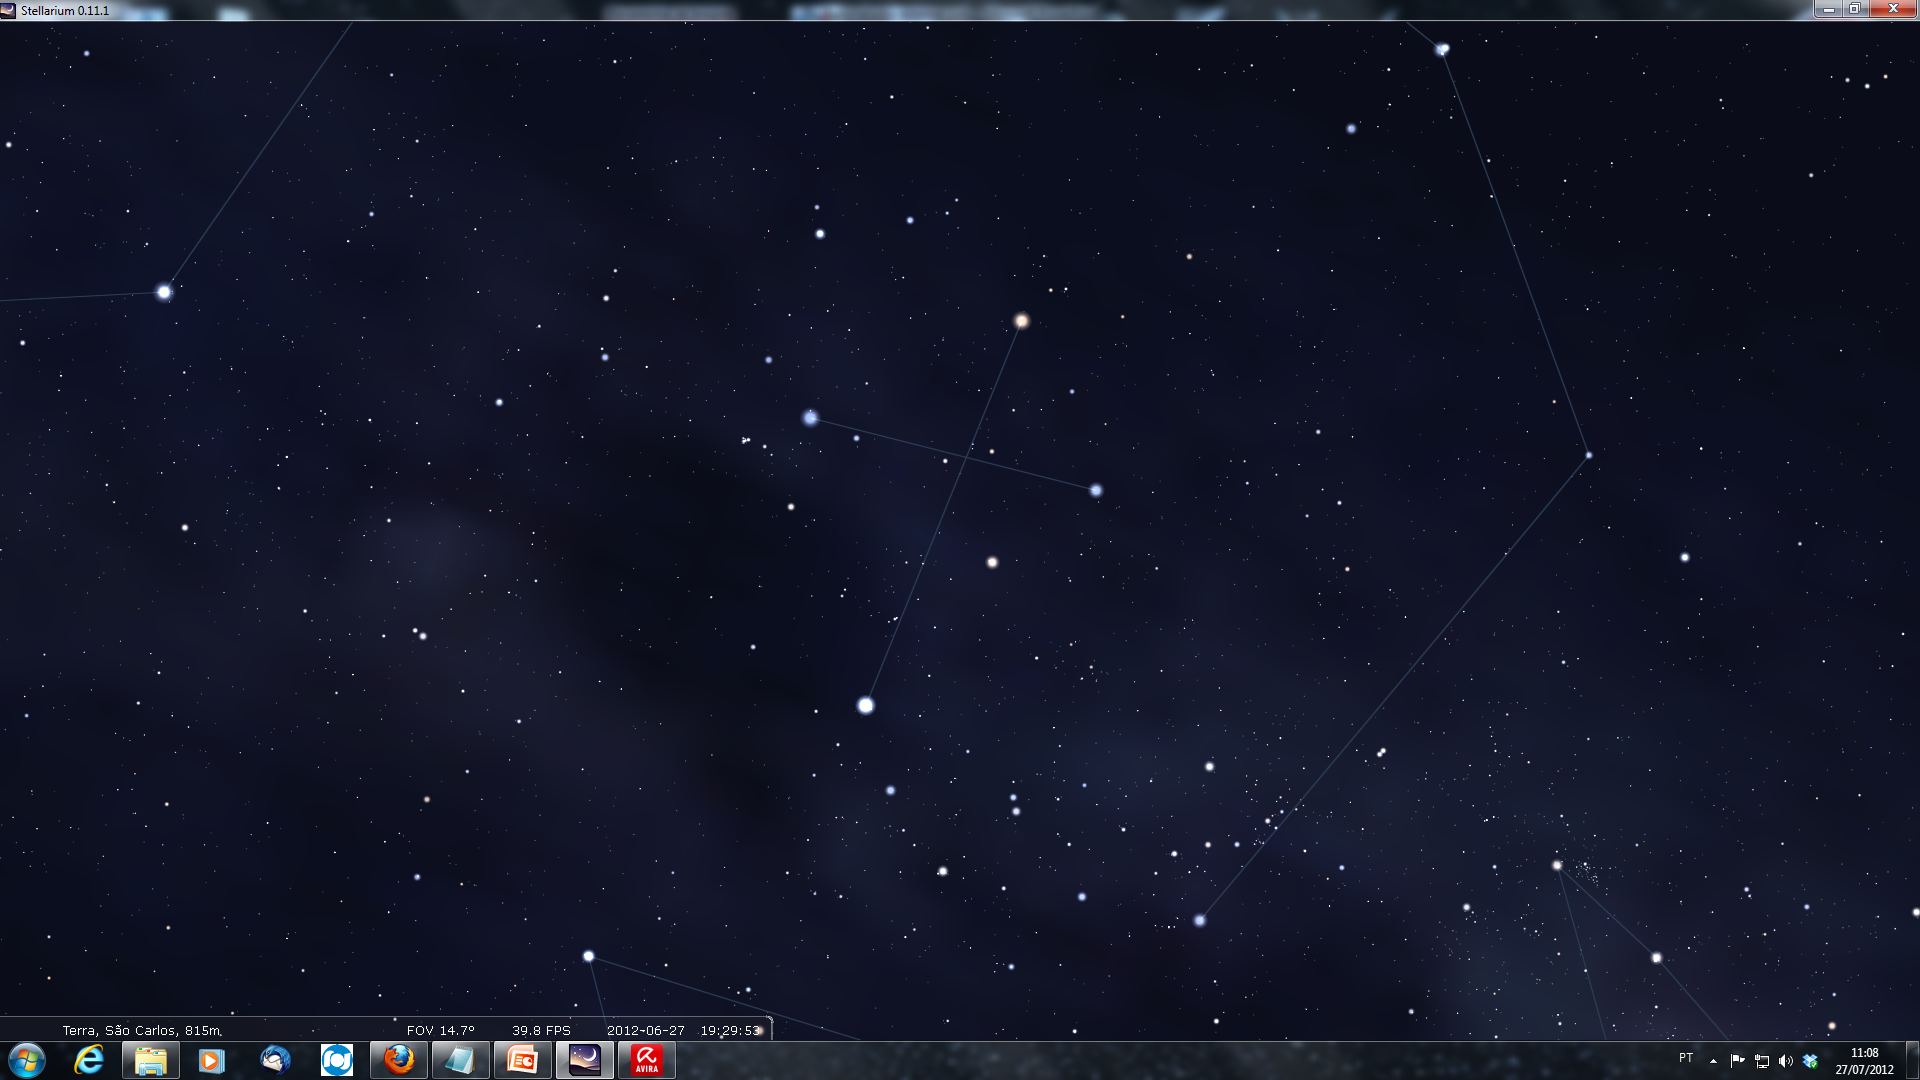 Stellarium 0.11.1
Terra, São Carlos, 815m
FOV 14.7°
39.8 FPS
2012-06-27
19:29:53
AVIRA
PT
11:08
27/07/2012